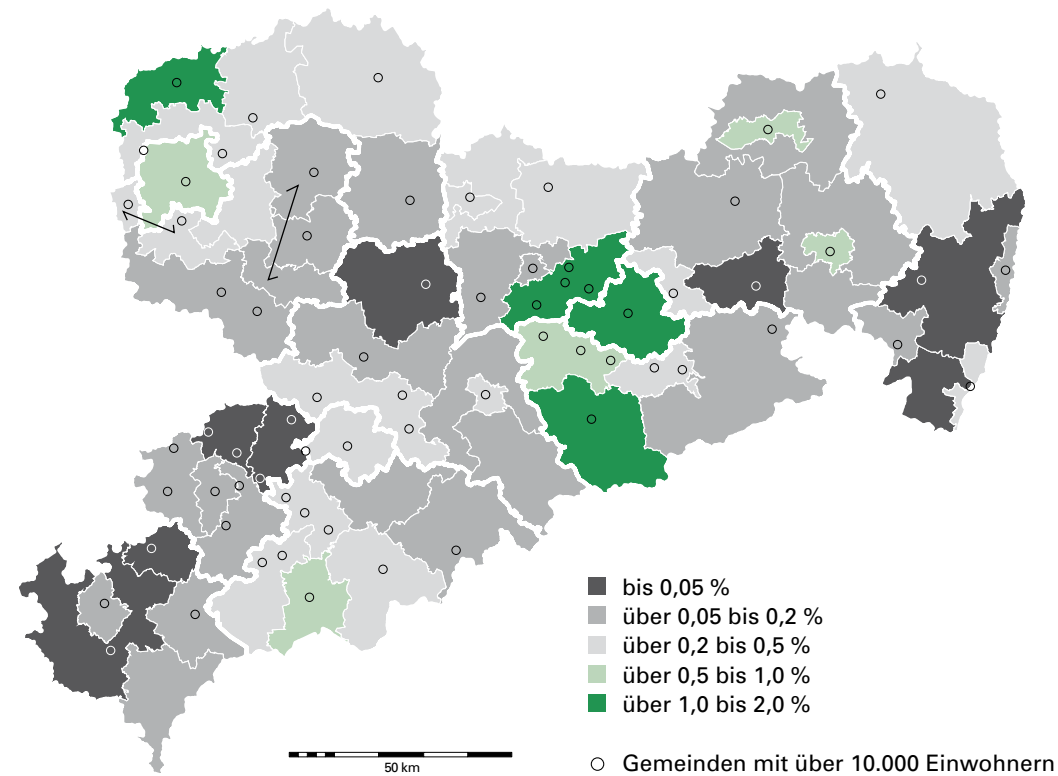 bis 0,05 %
über 0,05 bis 0,2 %
über 0,2 bis 0,5 %
über 0,5 bis 1,0 %
über 1,0 bis 2,0 %
50 km
Gemeinden mit über 10.000 Einwohnern